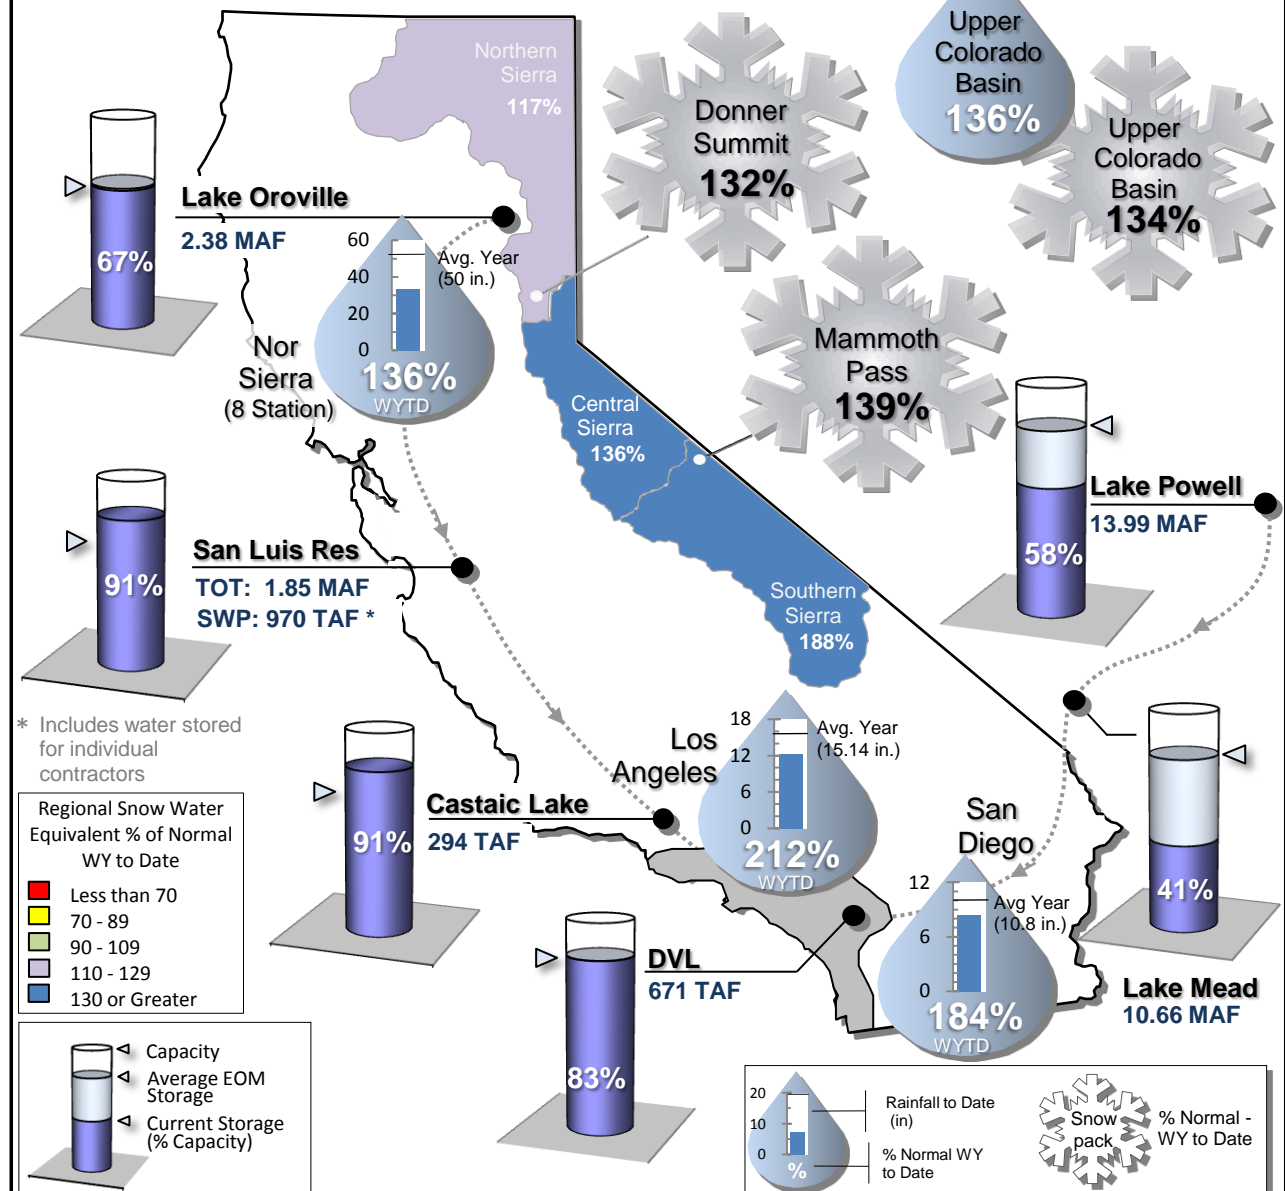 Northern
Sierra
117%
Donner
Summit
132%
Upper
Colorado
Basin
136%
Upper
Colorado
Basin
134%
67%
Lake Oroville
2.38 MAF
60
40
20
0
Avg. Year
(50 in.)
136%
WYTD
Nor
Sierra
(8 Station)
Mammoth
Pass
139%
Central
Sierra
136%
Southern
Sierra
188%
91%
San Luis Res
TOT: 1.85 MAF
SWP: 970 TAF *
* Includes water stored
for individual
contractors
58%
Lake Powell
13.99 MAF
91%
Castaic Lake
294 TAF
Los
Angeles
18
12
6
0
Avg. Year
(15.14 in.)
212%
WYTD
San
Diego
12
6
0
Avg Year
(10.8 in.)
184%
WYTD
41%
Lake Mead
10.66 MAF
83%
DVL
671 TAF
Regional Snow Water
Equivalent % of Normal
WY to Date
Less than 70
70 - 89
90 - 109
110 - 129
130 or Greater
Capacity
Average EOM
Storage
Current Storage
(% Capacity)
20
10
0
%
Rainfall to Date
(in)
% Normal WY
to Date
Snow
pack
% Normal -
WY to Date